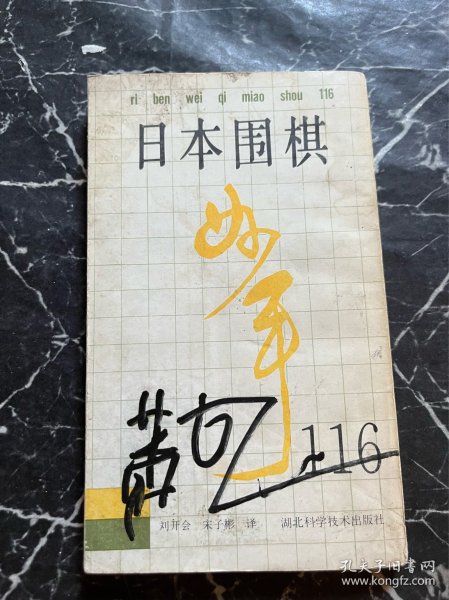 ri ben wei qi miao shou 116
日本围棋
妙手
116
刘开会 宋子彬 译 湖北科学技术出版社
孔夫子旧书网
www.kongfz.com